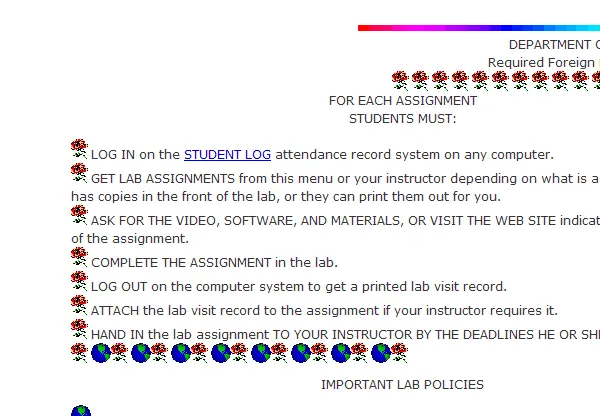 DEPARTMENT
Required Foreign
FOR EACH ASSIGNMENT
STUDENTS MUST:
LOG IN on the STUDENT LOG attendance record system on any computer.
GET LAB ASSIGNMENTS from this menu or your instructor depending on what is
has copies in the front of the lab, or they can print them out for you.
ASK FOR THE VIDEO, SOFTWARE, AND MATERIALS, OR VISIT THE WEB SITE
of the assignment.
COMPLETE THE ASSIGNMENT in the lab.
LOG OUT on the computer system to get a printed lab visit record.
ATTACH the lab visit record to the assignment if your instructor requires it.
HAND IN the lab assignment TO YOUR INSTRUCTOR BY THE DEADLINES HE OR
IMPORTANT LAB POLICIES